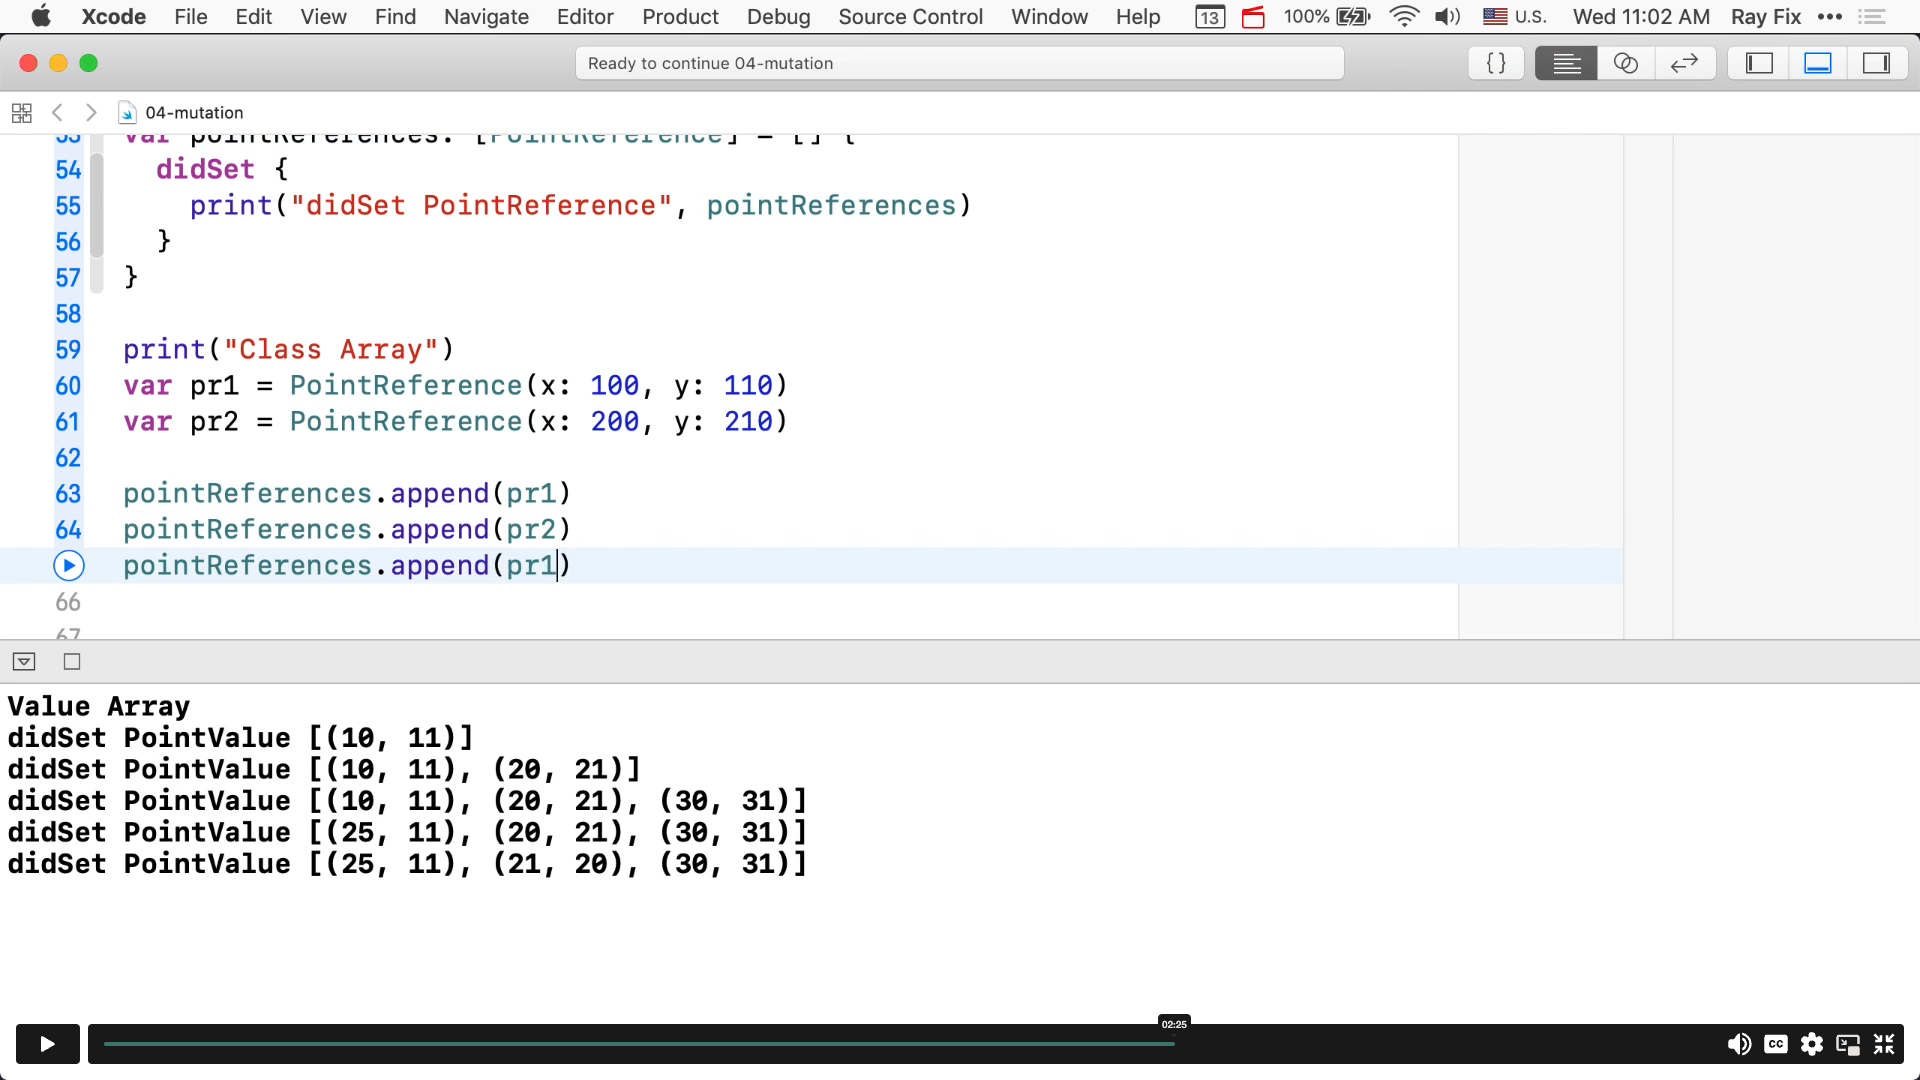 Xcode File Edit View Find Navigate Editor Product Debug Source Control Window Help 13 100% U.S. Wed 11:02 AM Ray Fix
Ready to continue 04-mutation
04-mutation
53 var pointReferences: [PointReference] = [] {
54 didSet {
55 print("didSet PointReference", pointReferences)
56 }
57 }
58
59 print("Class Array")
60 var pr1 = PointReference(x: 100, y: 110)
61 var pr2 = PointReference(x: 200, y: 210)
62
63 pointReferences.append(pr1)
64 pointReferences.append(pr2)
pointReferences.append(pr1)
66
67
Value Array
didSet PointValue [(10, 11)]
didSet PointValue [(10, 11), (20, 21)]
didSet PointValue [(10, 11), (20, 21), (30, 31)]
didSet PointValue [(25, 11), (20, 21), (30, 31)]
didSet PointValue [(25, 11), (21, 20), (30, 31)]
02:25
CC